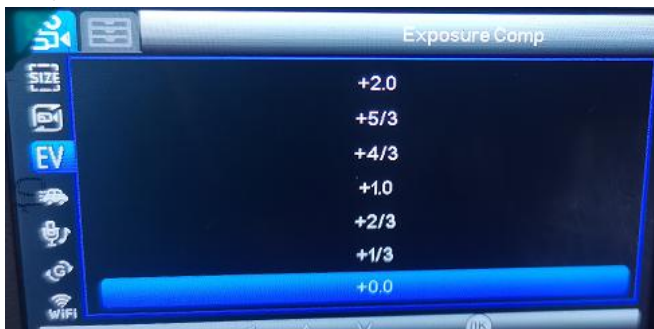 Exposure Comp
SIZE
+2.0
+5/3
EV
+4/3
+1.0
+2/3
+1/3
G
+0.0
WiFi
OK